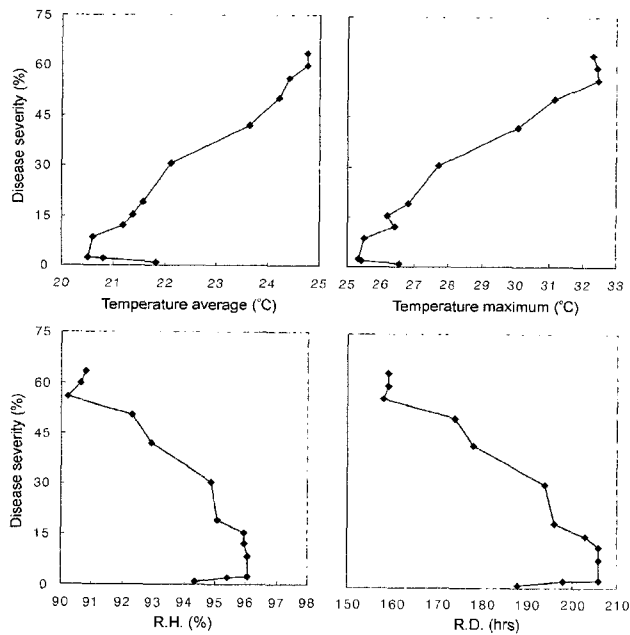 Disease severity (%)
75
60
45
30
15
0
20 21 22 23 24 25
Temperature average (°C)
25 26 27 28 29 30 31 32 33
Temperature maximum (°C)
Disease severity (%)
75
60
45
30
15
0
90 91 92 93 94 95 96 98 98
R.H. (%)
150 160 170 180 190 200 210
R.D. (hrs)